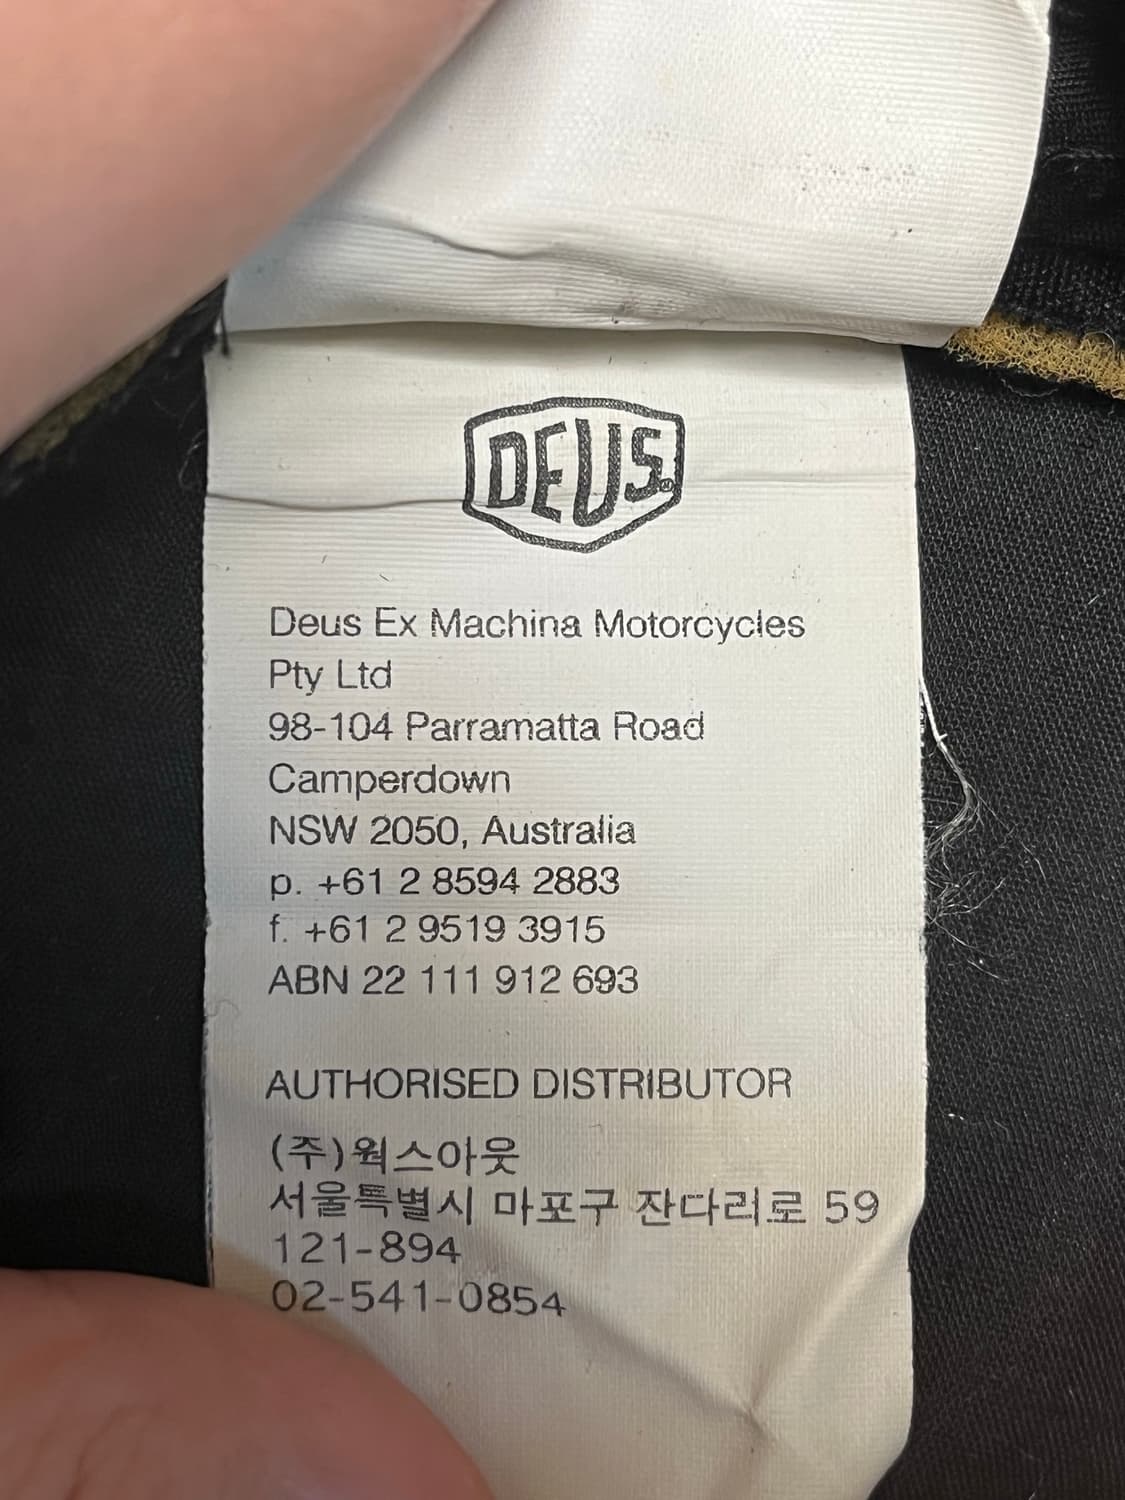 DEUS.®
Deus Ex Machina Motorcycles
Pty Ltd
98-104 Parramatta Road
Camperdown
NSW 2050, Australia
p. +61 2 8594 2883
f. +61 2 9519 3915
ABN 22 111 912 693
AUTHORISED DISTRIBUTOR
(주)웍스아웃
서울특별시 마포구 잔다리로 59
121-894
02-541-0854